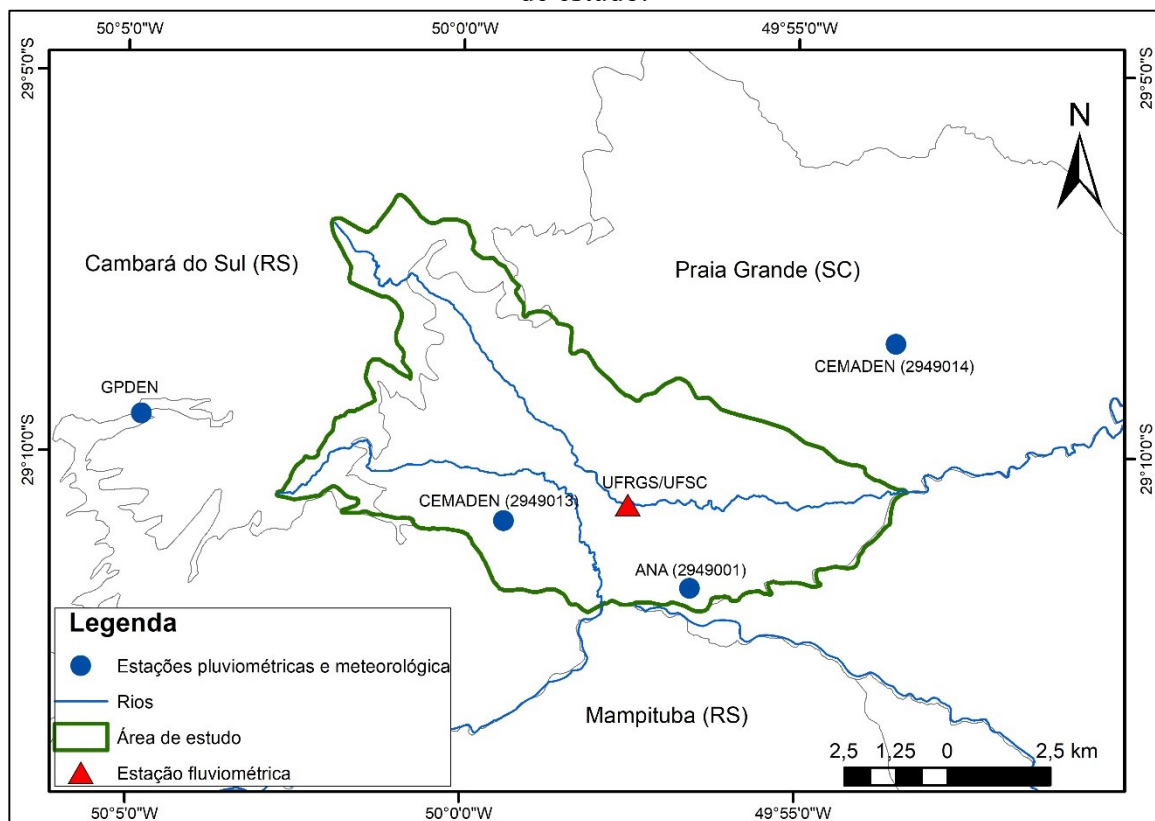 de estudo.
50°5'0"W
50°0'0"W
49°55'0"W
29°5'0"S
29°5'0"S
N
Cambará do Sul (RS)
Praia Grande (SC)
CEMADEN (2949014)
GPDEN
29°10'0"S
29°10'0"S
UFRGS/UFSC
CEMADEN (2949013)
ANA (2949001)
Legenda
Estações pluviométricas e meteorológica
Rios
Área de estudo
Estação fluviométrica
Mampituba (RS)
2,5 1,25 0 2,5 km
50°5'0"W
50°0'0"W
49°55'0"W